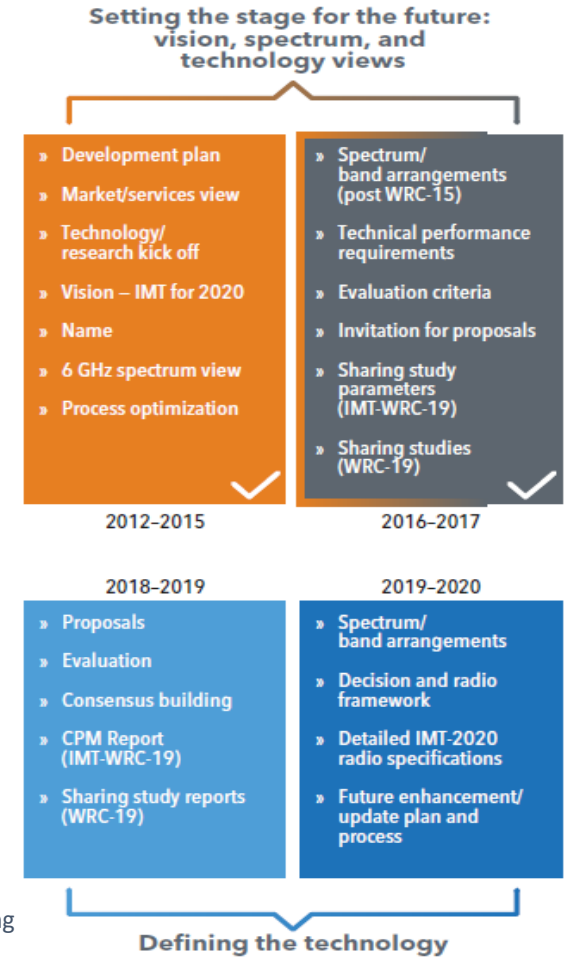 Setting the stage for the future:
vision, spectrum, and
technology views
» Development plan
» Market/services view
» Technology/
research kick off
» Vision – IMT for 2020
» Name
» 6 GHz spectrum view
» Process optimization
2012–2015
» Spectrum/
band arrangements
(post WRC-15)
» Technical performance
requirements
» Evaluation criteria
» Invitation for proposals
» Sharing study
parameters
(IMT-WRC-19)
» Sharing studies
(WRC-19)
2016–2017
2018–2019
» Proposals
» Evaluation
» Consensus building
» CPM Report
(IMT-WRC-19)
» Sharing study reports
(WRC-19)
2019–2020
» Spectrum/
band arrangements
» Decision and radio
framework
» Detailed IMT-2020
radio specifications
» Future enhancement/
update plan and
process
Defining the technology